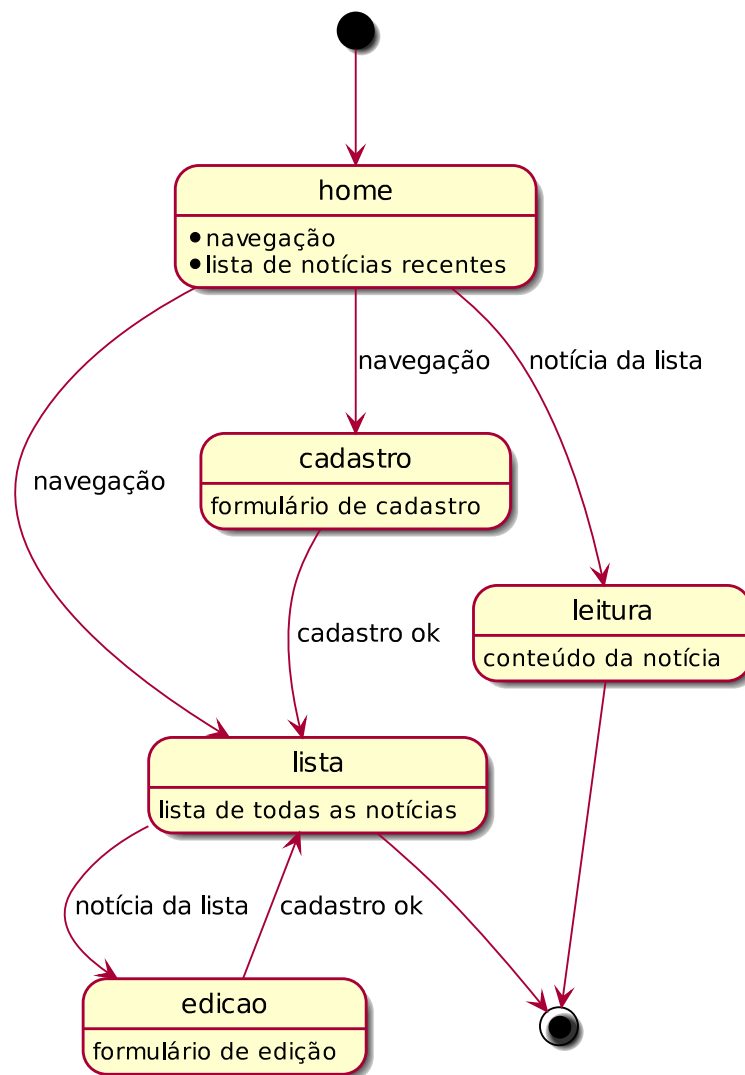 home
navegação
lista de notícias recentes
navegação
notícia da lista
cadastro
formulário de cadastro
navegação
leitura
conteúdo da notícia
cadastro ok
lista
lista de todas as notícias
notícia da lista
cadastro ok
edicao
formulário de edição